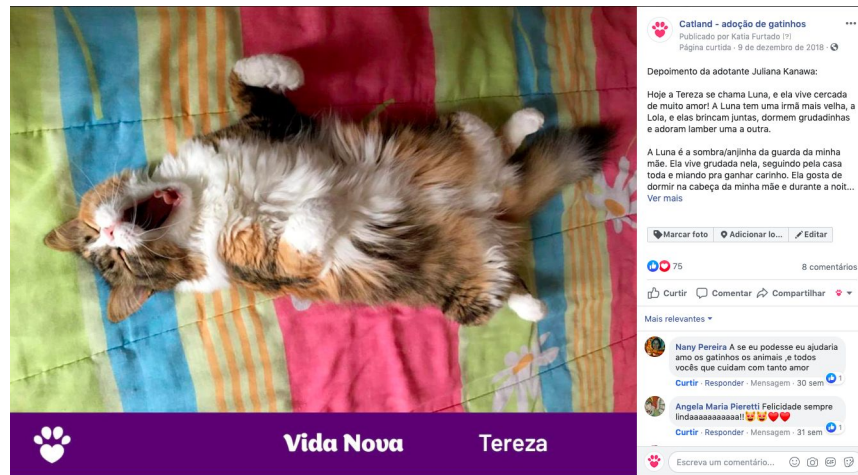 Vida Nova
Tereza
Catland - adoção de gatinhos
Publicado por Katia Furtado [?]
Página curtida · 9 de dezembro de 2018 ·
Depoimento da adotante Juliana Kanawa:
Hoje a Tereza se chama Luna, e ela vive cercada
de muito amor! A Luna tem uma irmã mais velha, a
Lola, e elas brincam juntas, dormem grudadinhas
e adoram lamber uma a outra.
A Luna é a sombra/anjinha da guarda da minha
mãe. Ela vive grudada nela, seguindo pela casa
toda e miando pra ganhar carinho. Ela gosta de
dormir na cabeça da minha mãe e durante a noit...
Ver mais
Marcar foto Adicionar lo... Editar
75 8 comentários
Curtir Comentar Compartilhar
Mais relevantes
Nany Pereira A se eu podesse eu ajudaria
amo os gatinhos os animais ,e todos
vocês que cuidam com tanto amor
Curtir · Responder · Mensagem · 30 sem 1
Angela Maria Pieretti Felicidade sempre
lindaaaaaaaaaaa!!😻😻❤️❤️
Curtir · Responder · Mensagem · 31 sem 1
Escreva um comentário... GIF